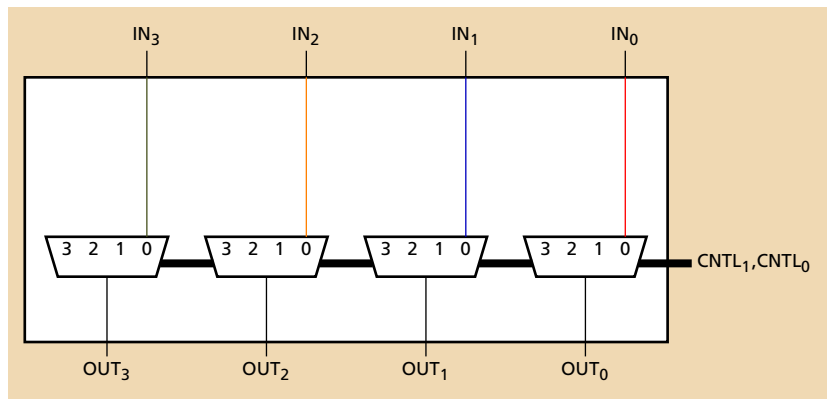 IN3 IN2 IN1 IN0
3 2 1 0 3 2 1 0 3 2 1 0 3 2 1 0
CNTL1,CNTL0
OUT3 OUT2 OUT1 OUT0